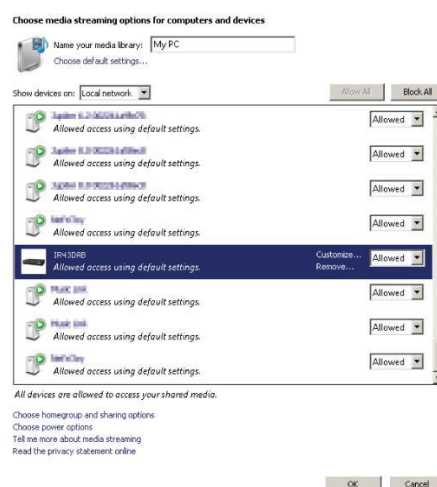 Choose media streaming options for computers and devices
Name your media library: My PC
Choose default settings...
Show devices on: Local network
Allow All
Block All
Allowed
Allowed access using default settings.
Allowed
Allowed access using default settings.
Allowed
Allowed access using default settings.
Allowed
Allowed access using default settings.
IR43DAB
Customize...
Allowed
Allowed access using default settings.
Remove...
Allowed
Allowed access using default settings.
Allowed
Allowed access using default settings.
Allowed
Allowed access using default settings.
All devices are allowed to access your shared media.
Choose homegroup and sharing options
Choose power options
Tell me more about media streaming
Read the privacy statement online
OK
Cancel